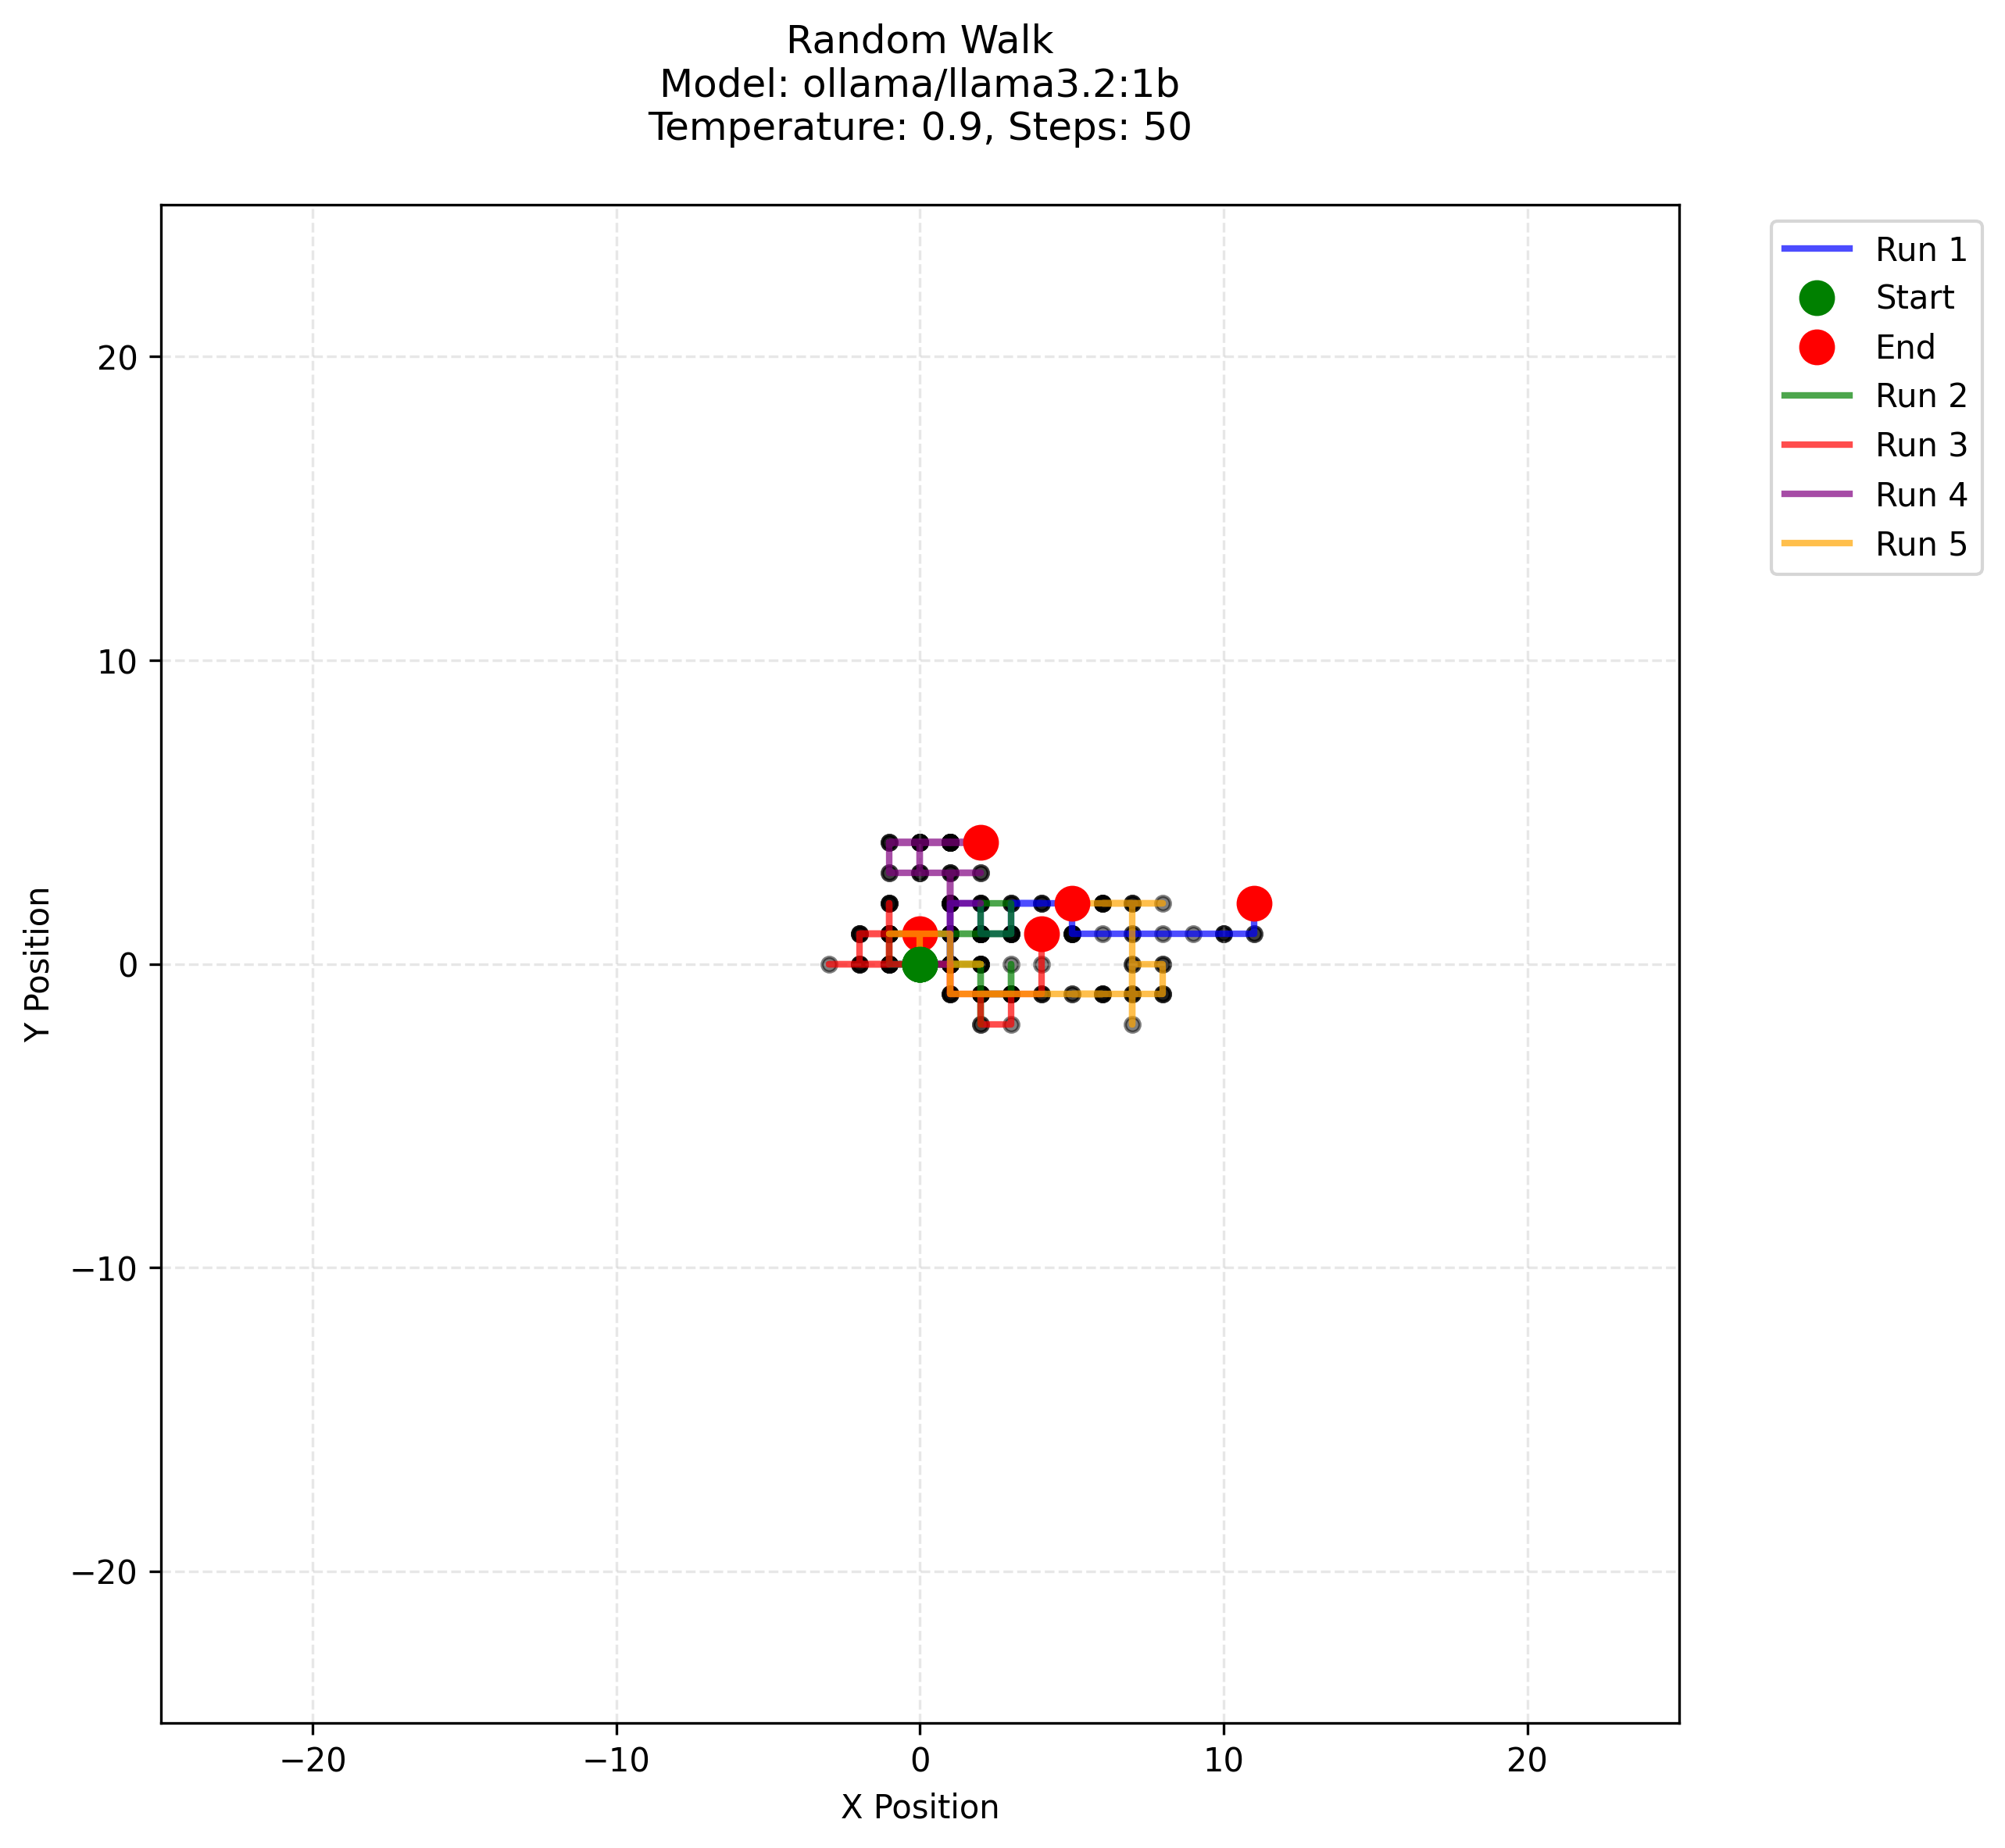 Random Walk
Model: ollama/llama3.2:1b
Temperature: 0.9, Steps: 50
Run 1
Start
End
Run 2
Run 3
Run 4
Run 5
20
10
0
−10
−20
Y Position
−20
−10
0
10
20
X Position